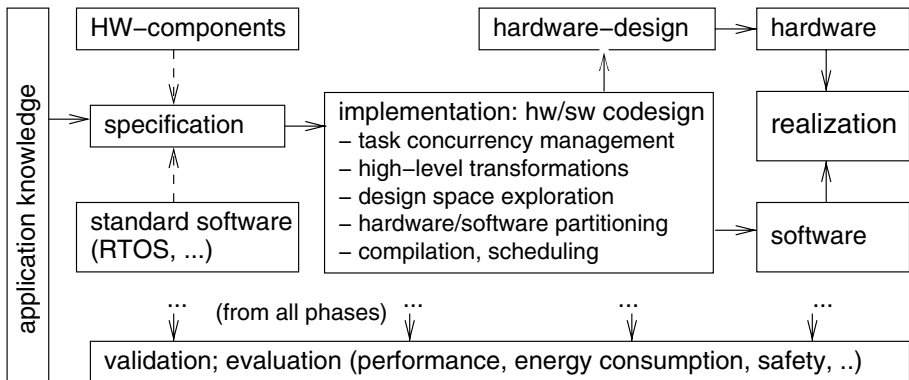 application knowledge
HW−components
hardware−design
hardware
specification
implementation: hw/sw codesign
− task concurrency management
− high−level transformations
− design space exploration
− hardware/software partitioning
− compilation, scheduling
realization
standard software
(RTOS, ...)
software
... (from all phases) ... ... ...
validation; evaluation (performance, energy consumption, safety, ..)